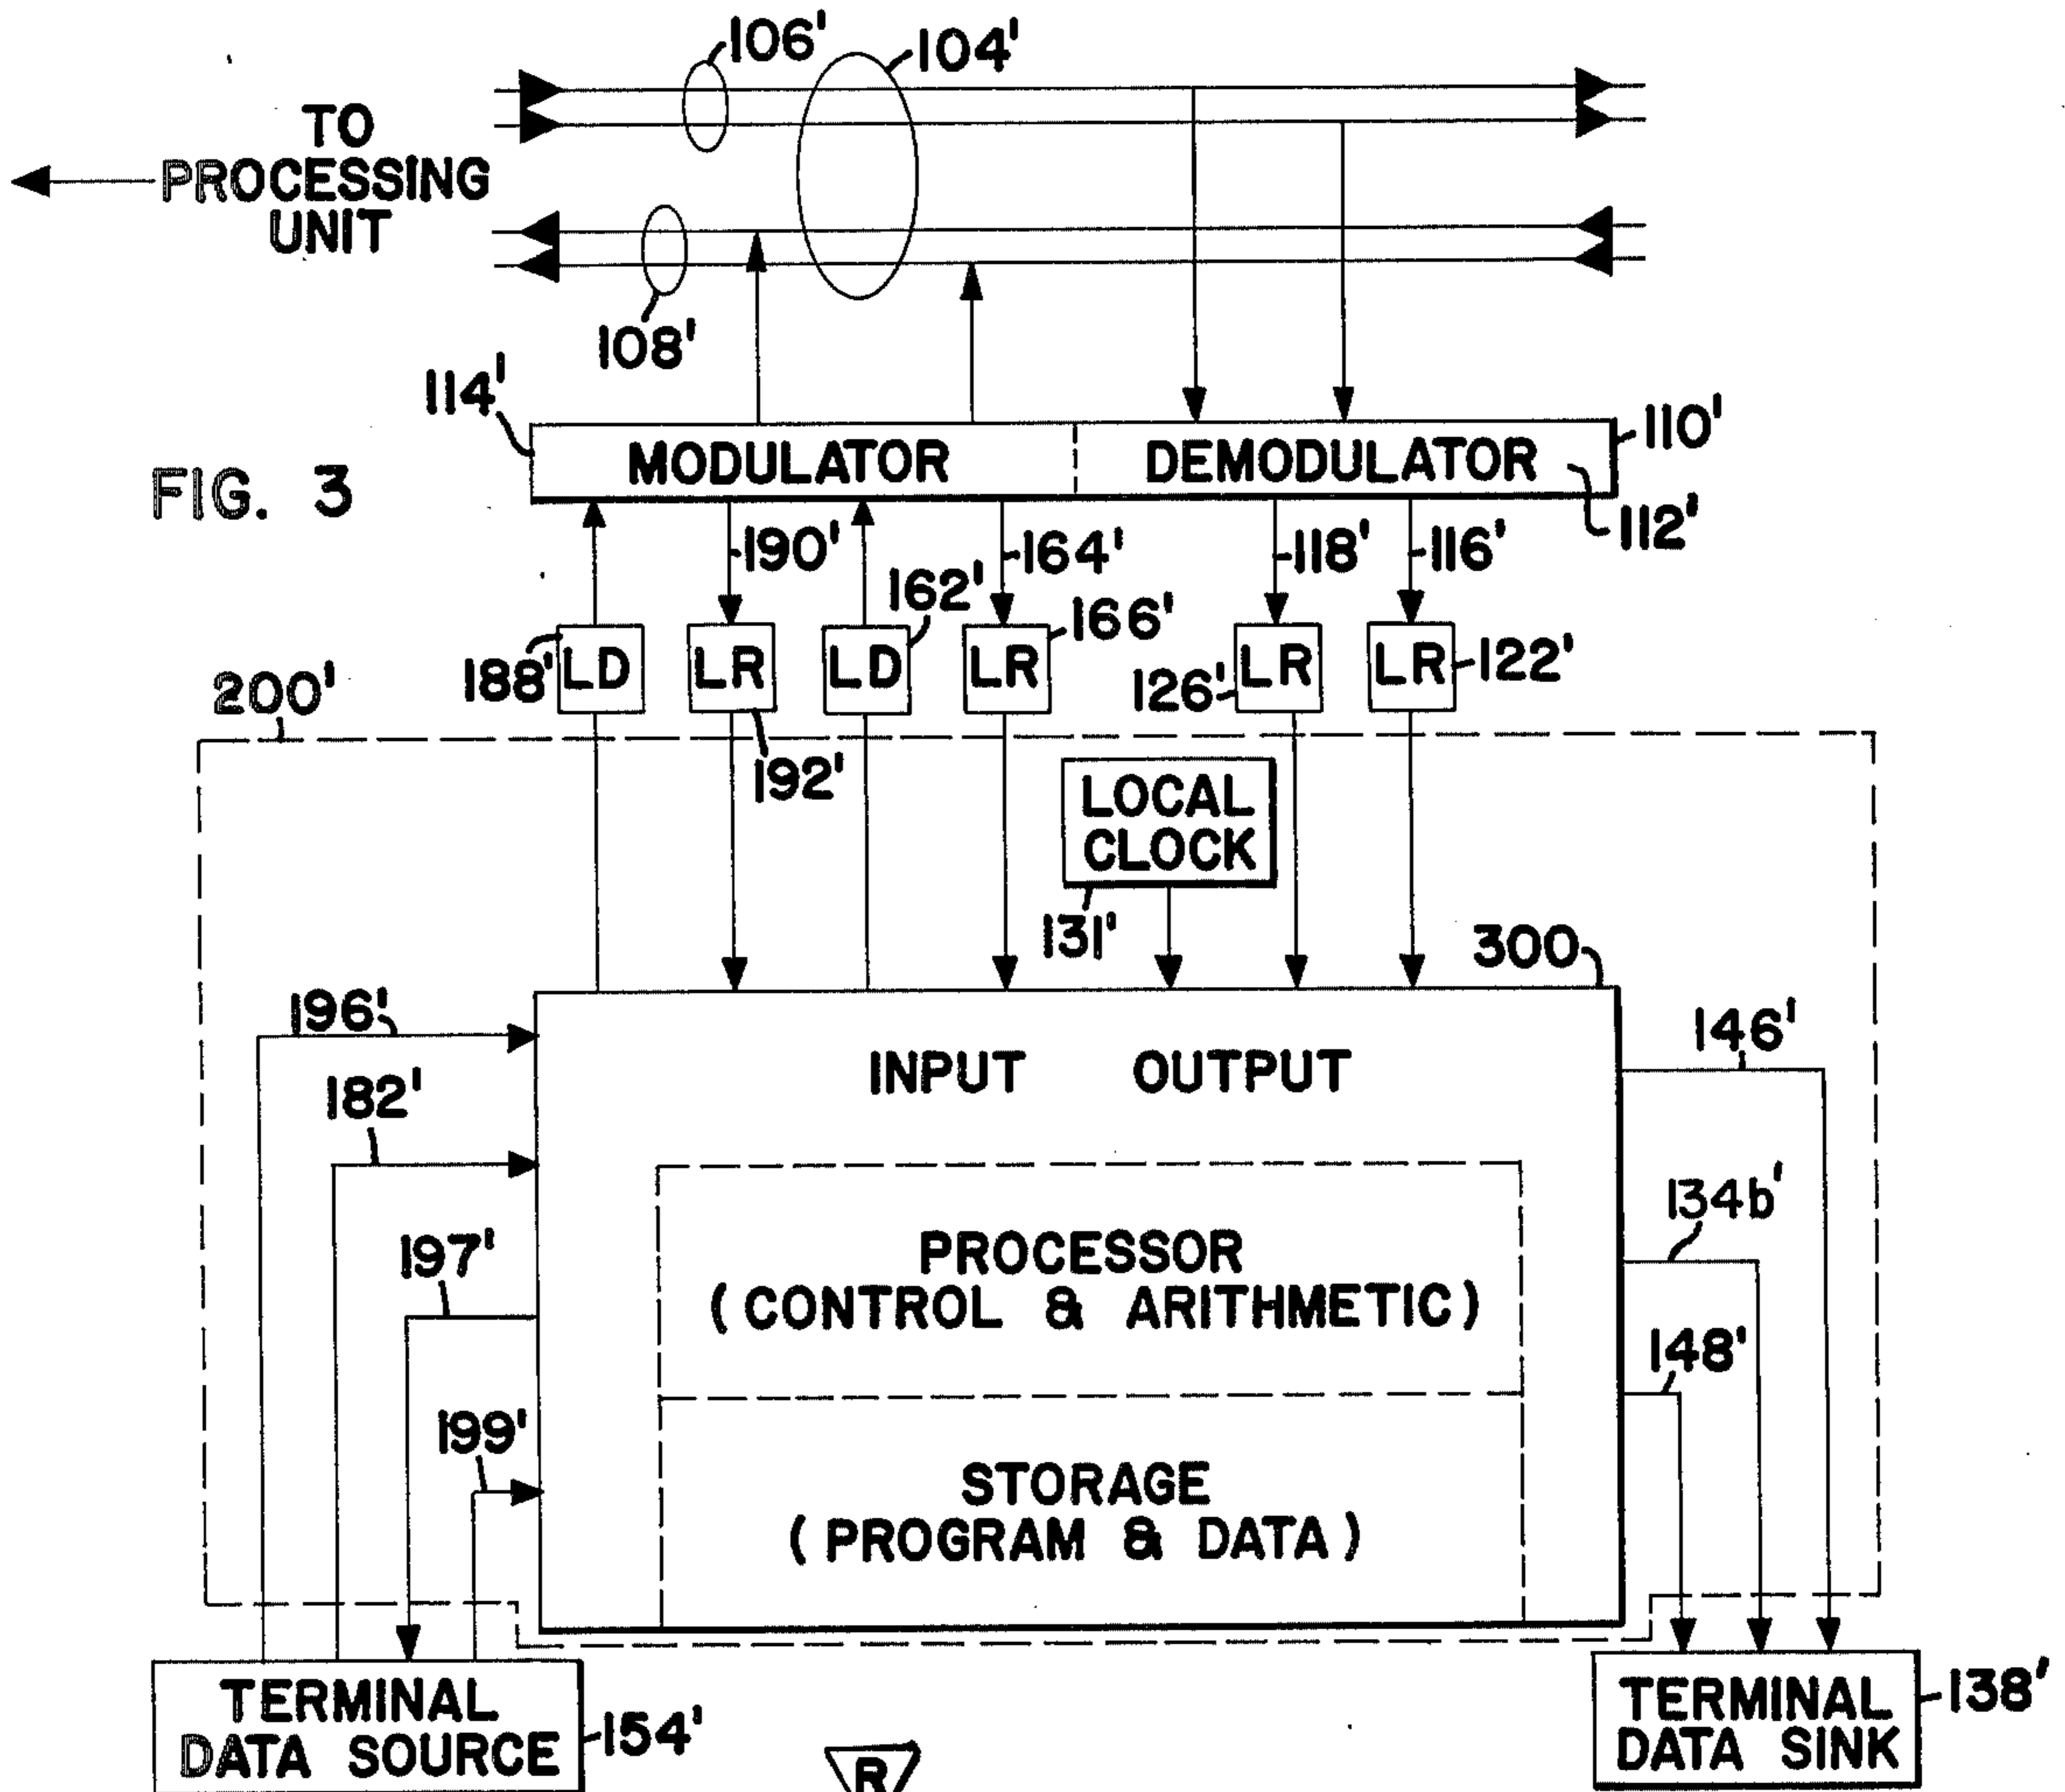 106'
104'
TO
PROCESSING
UNIT
108'
114'
110'
MODULATOR
DEMODULATOR
FIG. 3
112'
190'
164'
118'
116'
162'
166'
188'
LD
LR
LD
LR
126'
LR
LR
122'
200'
192'
LOCAL
CLOCK
131'
300
196'
INPUT OUTPUT
146'
182'
134b'
197'
PROCESSOR
(CONTROL & ARITHMETIC)
148'
199'
STORAGE
(PROGRAM & DATA)
TERMINAL
DATA SOURCE
154'
TERMINAL
DATA SINK
138'
R